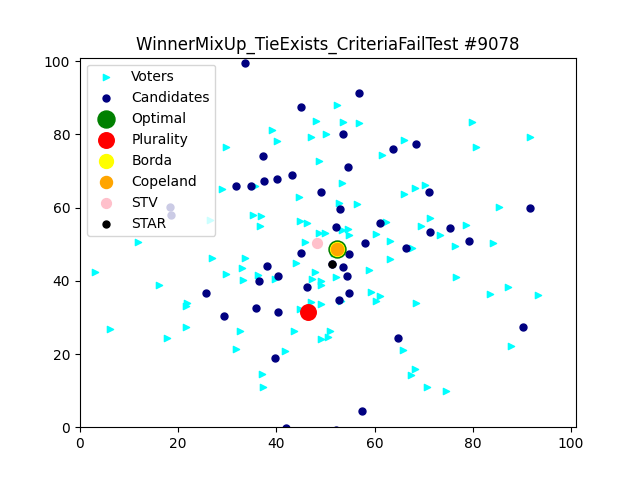 WinnerMixUp_TieExists_CriteriaFailTest #9078
100
80
60
40
20
0
Voters
Candidates
Optimal
Plurality
Borda
Copeland
STV
STAR
0 20 40 60 80 100